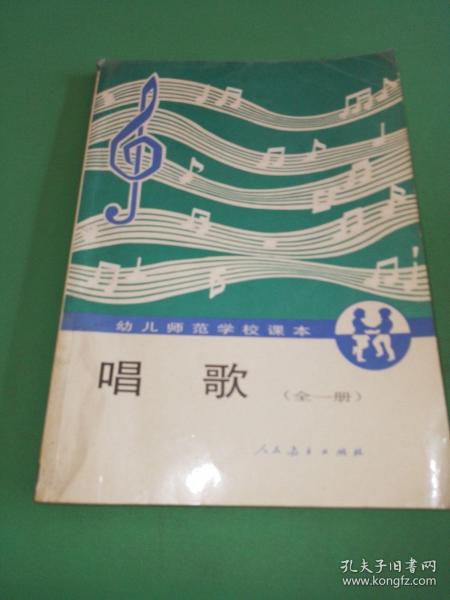 幼儿师范学校课本
唱歌
（全一册）
人民教育出版社
孔夫子旧书网
www.kongfz.com